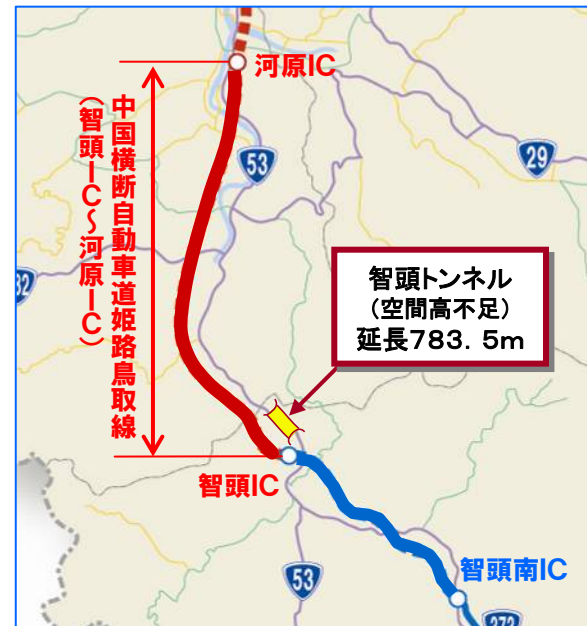 河原IC
中国横断自動車道姫路鳥取線
（智頭IC～河原IC）
53
29
32
智頭トンネル
(空間高不足)
延長783．5m
智頭IC
53
智頭南IC